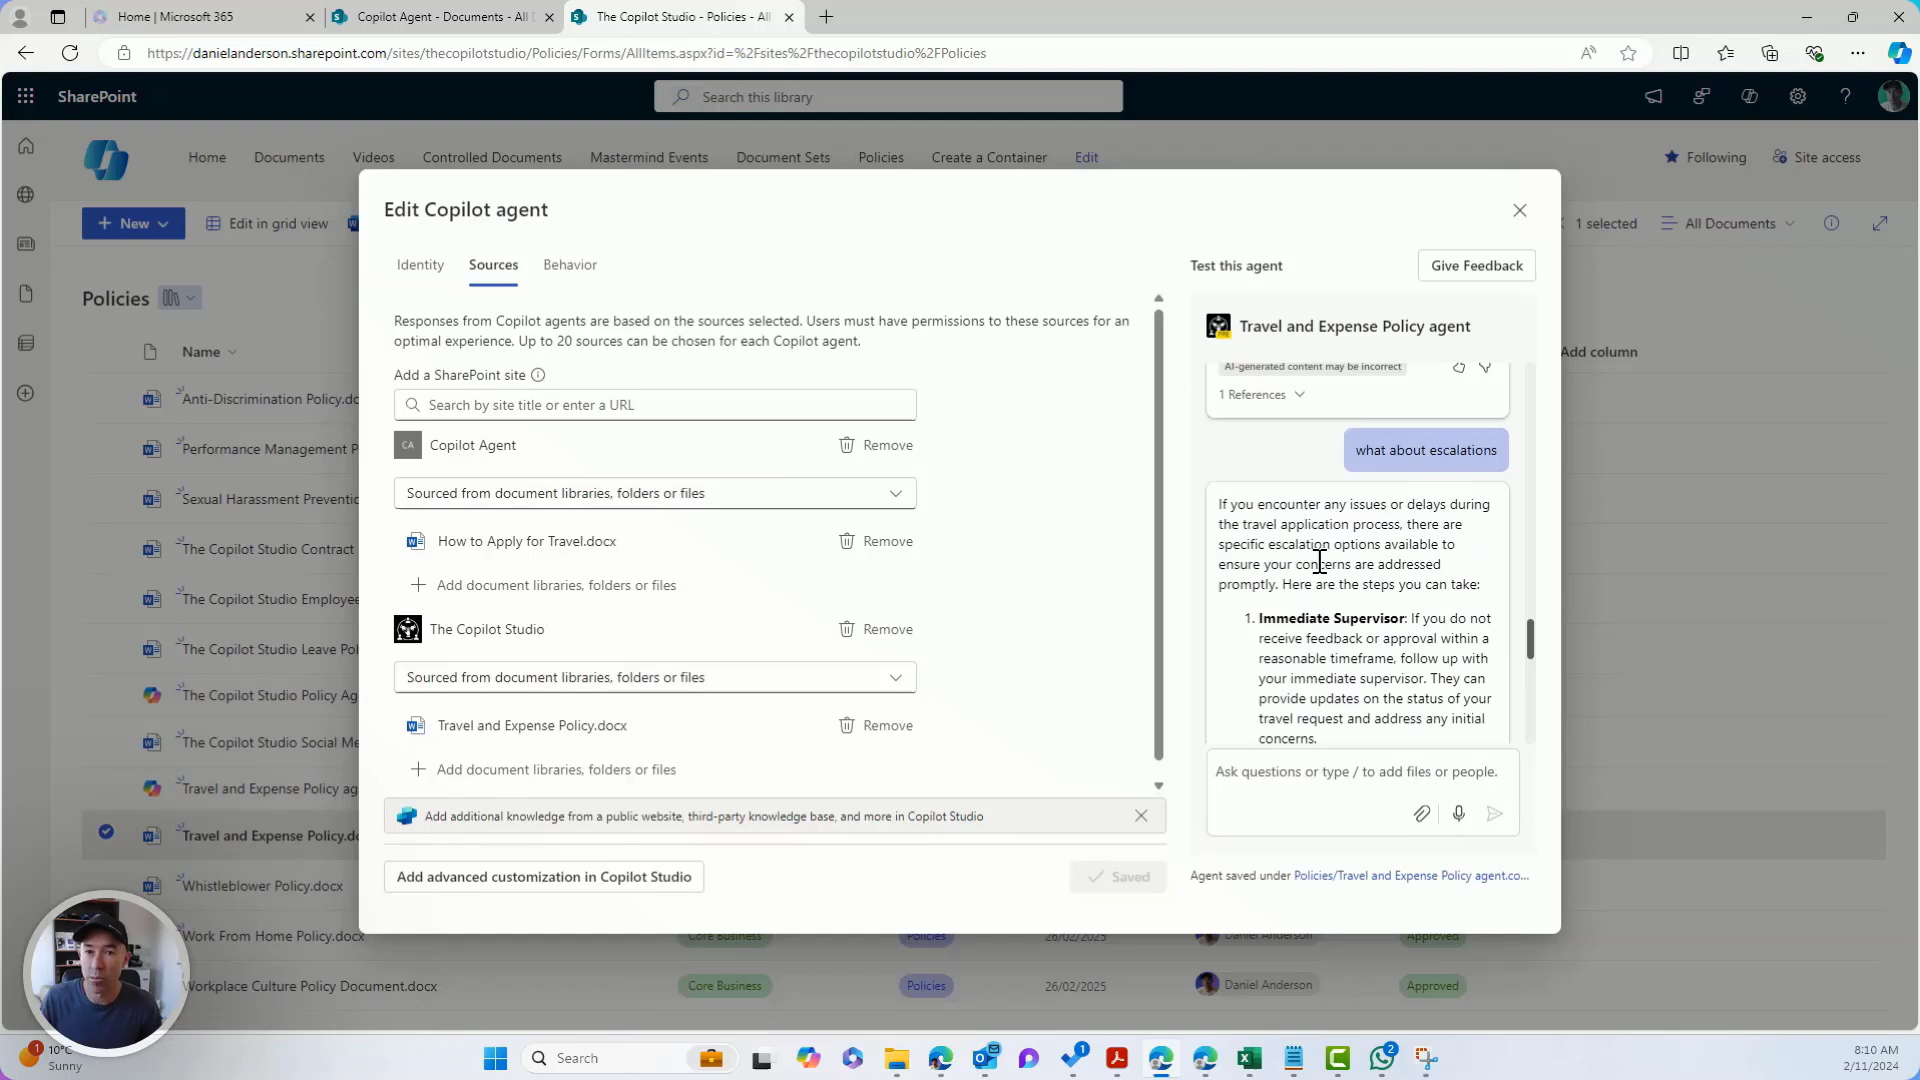 Home | Microsoft 365
Copilot Agent - Documents - All
The Copilot Studio - Policies - All
https://danielanderson.sharepoint.com/sites/thecopilotstudio/Policies/Forms/AllItems.aspx?id=%2Fsites%2Fthecopilotstudio%2FPolicies
SharePoint
Search this library
Home
Documents
Videos
Controlled Documents
Mastermind Events
Document Sets
Policies
Create a Container
Edit
Following
Site access
New
Edit in grid view
1 selected
All Documents
Policies
Name
Add column
Anti-Discrimination Policy.do
Performance Management P
Sexual Harassment Preventio
The Copilot Studio Contract
The Copilot Studio Employee
The Copilot Studio Leave Pol
The Copilot Studio Policy Ag
The Copilot Studio Social Me
Travel and Expense Policy ag
Travel and Expense Policy.do
Whistleblower Policy.docx
Work From Home Policy.docx
Core Business
Policies
26/02/2025
Daniel Anderson
Approved
Workplace Culture Policy Document.docx
Core Business
Policies
26/02/2025
Daniel Anderson
Approved
Edit Copilot agent
Identity
Sources
Behavior
Responses from Copilot agents are based on the sources selected. Users must have permissions to these sources for an
optimal experience. Up to 20 sources can be chosen for each Copilot agent.
Add a SharePoint site
Search by site title or enter a URL
CA
Copilot Agent
Remove
Sourced from document libraries, folders or files
How to Apply for Travel.docx
Remove
Add document libraries, folders or files
The Copilot Studio
Remove
Sourced from document libraries, folders or files
Travel and Expense Policy.docx
Remove
Add document libraries, folders or files
Add additional knowledge from a public website, third-party knowledge base, and more in Copilot Studio
Add advanced customization in Copilot Studio
Saved
Test this agent
Give Feedback
Travel and Expense Policy agent
AI-generated content may be incorrect
1 References
what about escalations
If you encounter any issues or delays during
the travel application process, there are
specific escalation options available to
ensure your concerns are addressed
promptly. Here are the steps you can take:
1. Immediate Supervisor: If you do not
receive feedback or approval within a
reasonable timeframe, follow up with
your immediate supervisor. They can
provide updates on the status of your
travel request and address any initial
concerns.
Ask questions or type / to add files or people.
Agent saved under Policies/Travel and Expense Policy agent.co...
1
10°C
Sunny
Search
1
2
8:10 AM
2/11/2024